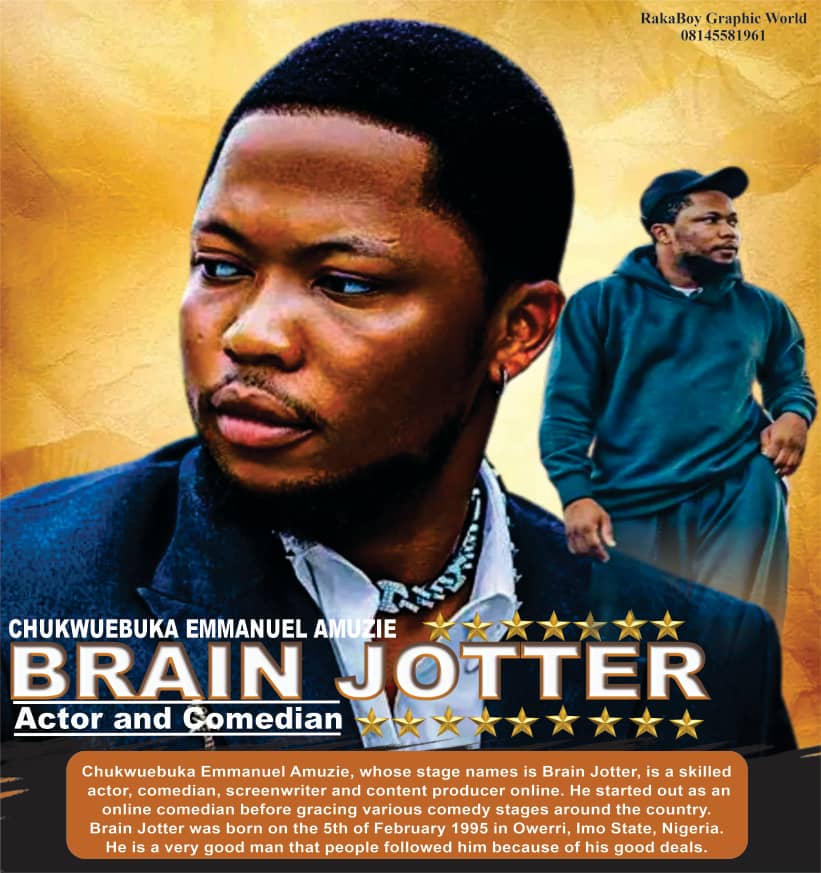 RakaBoy Graphic World
08145581961
CHUKWUEBUKA EMMANUEL AMUZIE
BRAIN JOTTER
Actor and Comedian
Chukwuebuka Emmanuel Amuzie, whose stage names is Brain Jotter, is a skilled
actor, comedian, screenwriter and content producer online. He started out as an
online comedian before gracing various comedy stages around the country.
Brain Jotter was born on the 5th of February 1995 in Owerri, Imo State, Nigeria.
He is a very good man that people followed him because of his good deals.